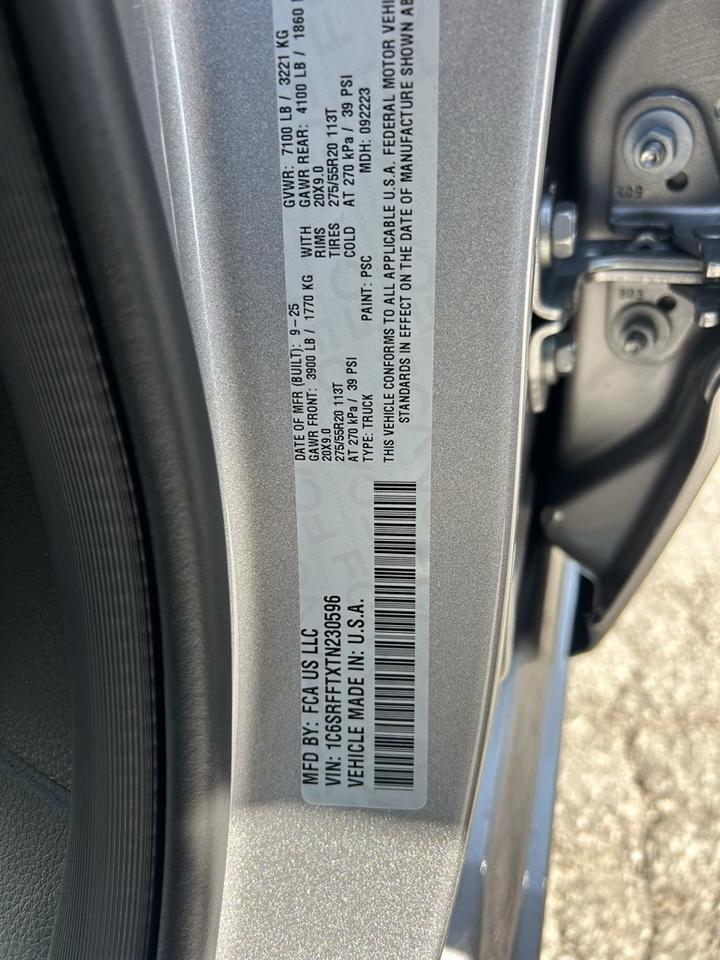 MFD BY: FCA US LLC
VIN: 1C6SRFFTXTN230596
VEHICLE MADE IN: U.S.A.
DATE OF MFR (BUILT): 9-25 GVWR: 7100 LB / 3221 KG
GAWR FRONT: 3900 LB / 1770 KG WITH GAWR REAR: 4100 LB / 1860
20X9.0 RIMS 20X9.0
275/55R20 113T TIRES 275/55R20 113T
AT 270 kPa / 39 PSI COLD AT 270 kPa / 39 PSI
TYPE: TRUCK PAINT: PSC MDH: 092223
THIS VEHICLE CONFORMS TO ALL APPLICABLE U.S.A. FEDERAL MOTOR
STANDARDS IN EFFECT ON THE DATE OF MANUFACTURE SHOWN